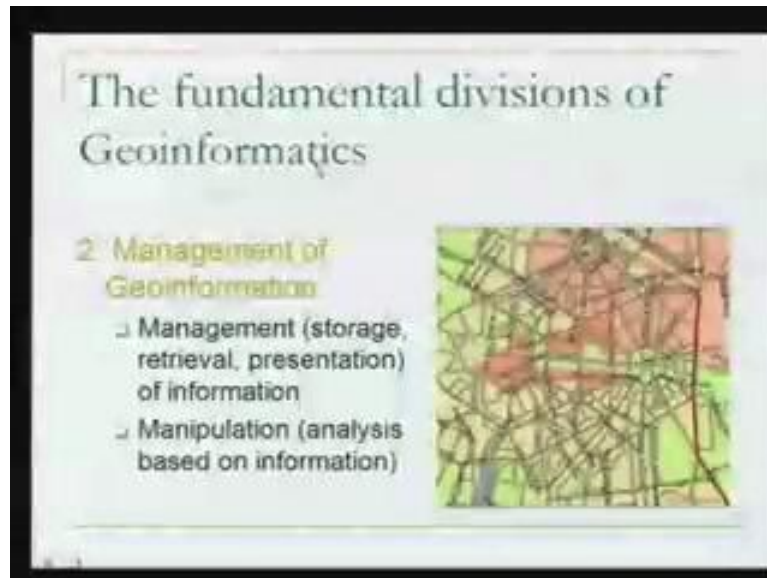 The fundamental divisions of
Geoinformatics
2 Management of
Geoinformation
Management (storage,
retrieval, presentation)
of information
Manipulation (analysis
based on information)